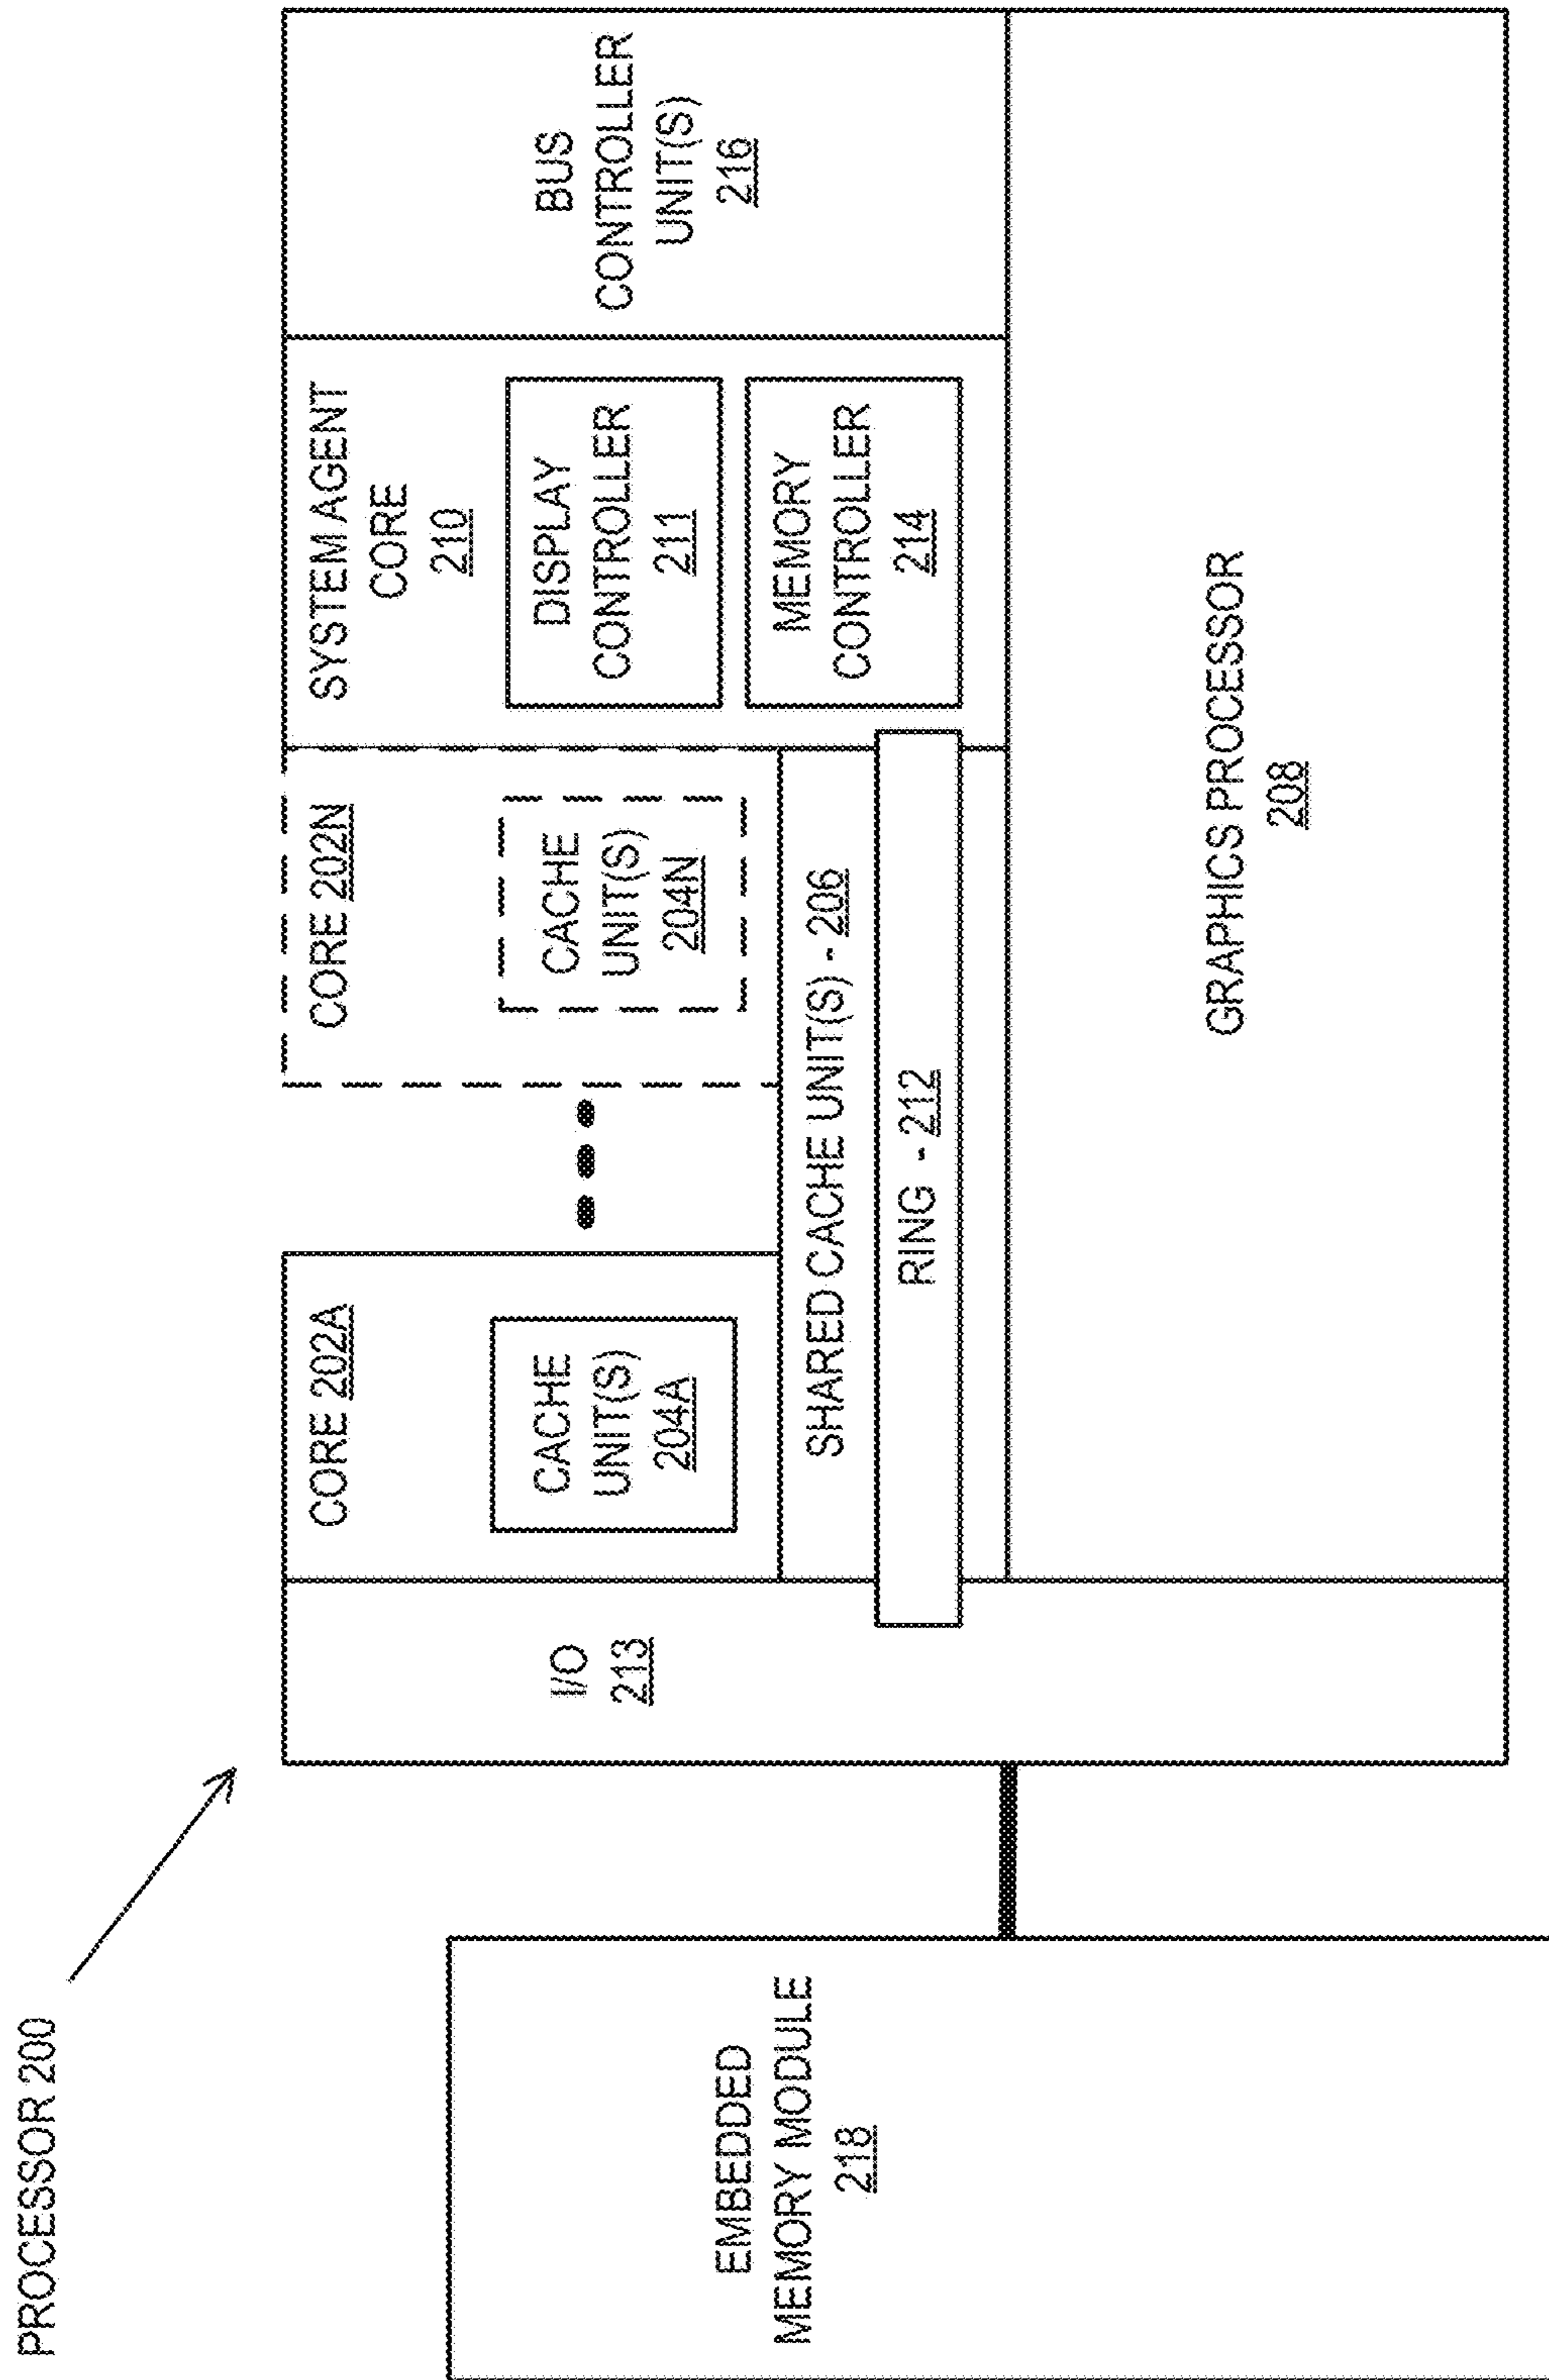 PROCESSOR 200
EMBEDDED
MEMORY MODULE
218
I/O
213
CORE 202A
CACHE
UNIT(S)
204A
CORE 202N
CACHE
UNIT(S)
204N
SHARED CACHE UNIT(S) - 206
RING - 212
SYSTEM AGENT
CORE
210
DISPLAY
CONTROLLER
211
MEMORY
CONTROLLER
214
BUS
CONTROLLER
UNIT(S)
216
GRAPHICS PROCESSOR
208